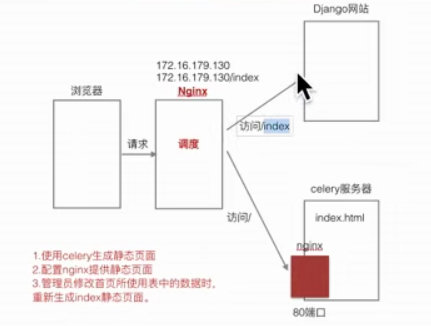 Django网站
172.16.179.130
172.16.179.130/index
Nginx
浏览器
请求
调度
访问/index
访问/
celery服务器
index.html
nginx
80端口
1.使用celery生成静态页面
2.配置nginx提供静态页面
3.管理员修改首页所使用表中的数据时,
重新生成index静态页面。